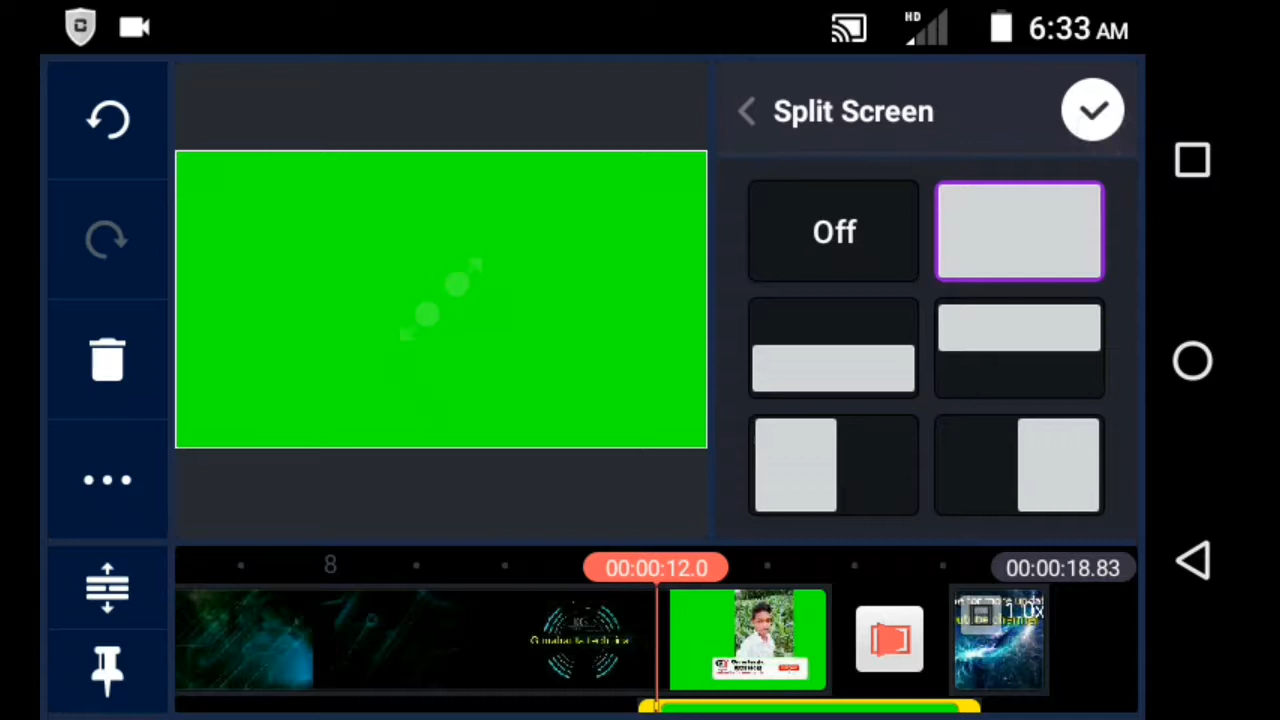 HD
6:33 AM
Split Screen
Off
8
00:00:12.0
00:00:18.83